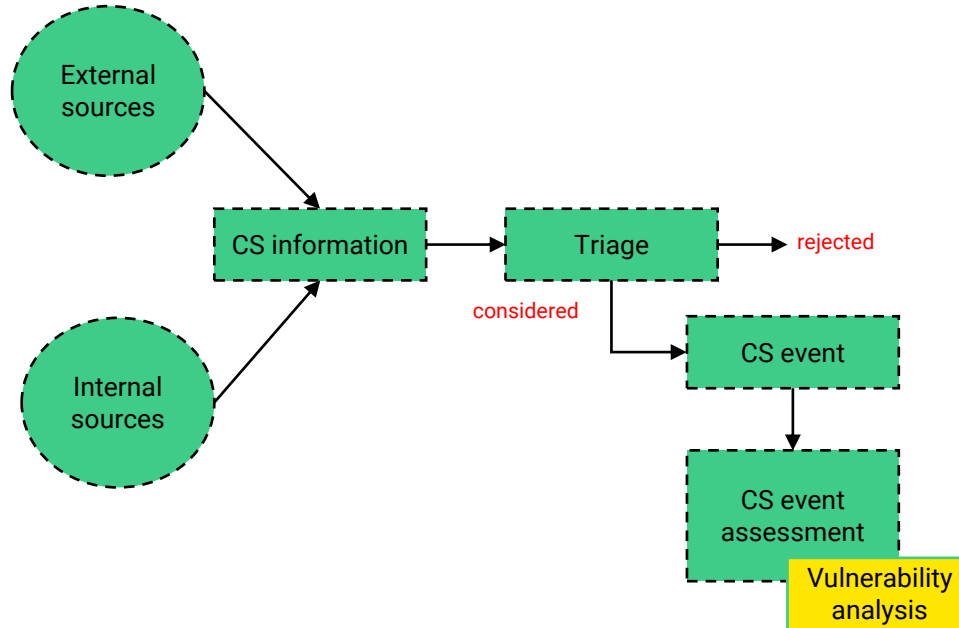 External
sources
CS information
Triage
rejected
considered
Internal
sources
CS event
CS event
assessment
Vulnerability
analysis